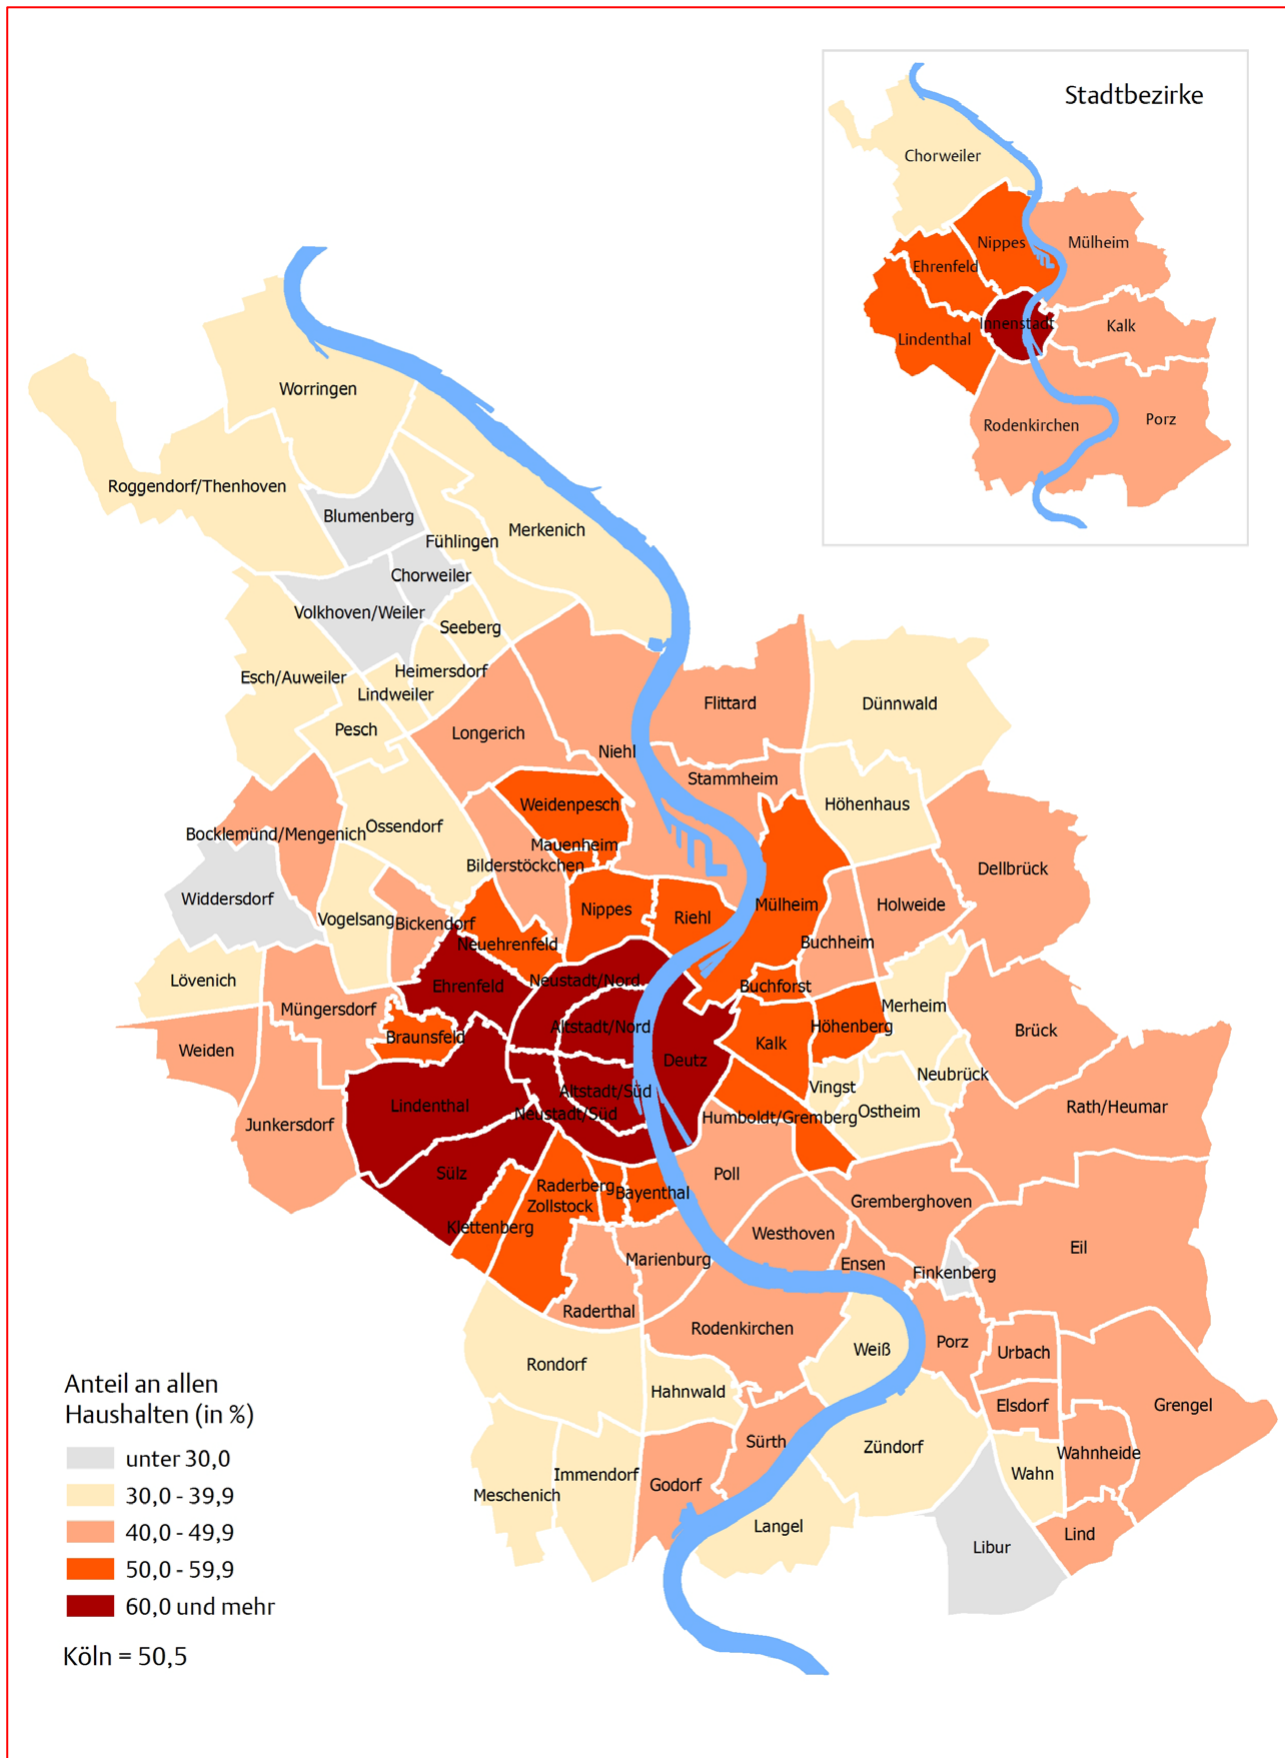 Stadtbezirke
Chorweiler
Nippes
Mülheim
Ehrenfeld
Innenstadt
Kalk
Lindenthal
Rodenkirchen
Porz
Worringen
Roggendorf/Thenhoven
Blumenberg
Merkenich
Fühlingen
Chorweiler
Volkhoven/Weiler
Seeberg
Heimersdorf
Esch/Auweiler
Lindweiler
Pesch
Longerich
Niehl
Flittard
Dünnwald
Stammheim
Höhenhaus
Weidenpesch
Ossendorf
Bocklemünd/Mengenich
Mauenheim
Bilderstöckchen
Dellbrück
Widdersdorf
Vogelsang
Bickendorf
Nippes
Riehl
Mülheim
Holweide
Neuehrenfeld
Buchheim
Lövenich
Ehrenfeld
Neustadt/Nord
Buchforst
Müngersdorf
Merheim
Altstadt/Nord
Höhenberg
Brück
Braunsfeld
Weiden
Kalk
Deutz
Neubrück
Vingst
Altstadt/Süd
Lindenthal
Neustadt/Süd
Humboldt/Gremberg
Ostheim
Rath/Heumar
Junkersdorf
Sülz
Poll
Raderberg
Bayenthal
Zollstock
Gremberghoven
Klettenberg
Westhoven
Eil
Marienburg
Ensen
Finkenberg
Raderthal
Rodenkirchen
Porz
Weiß
Urbach
Rondorf
Hahnwald
Elsdorf
Grengel
Sürth
Zündorf
Wahnheide
Immendorf
Wahn
Meschenich
Godorf
Langel
Lind
Libur
Anteil an allen
Haushalten (in %)
unter 30,0
30,0 - 39,9
40,0 - 49,9
50,0 - 59,9
60,0 und mehr
Köln = 50,5